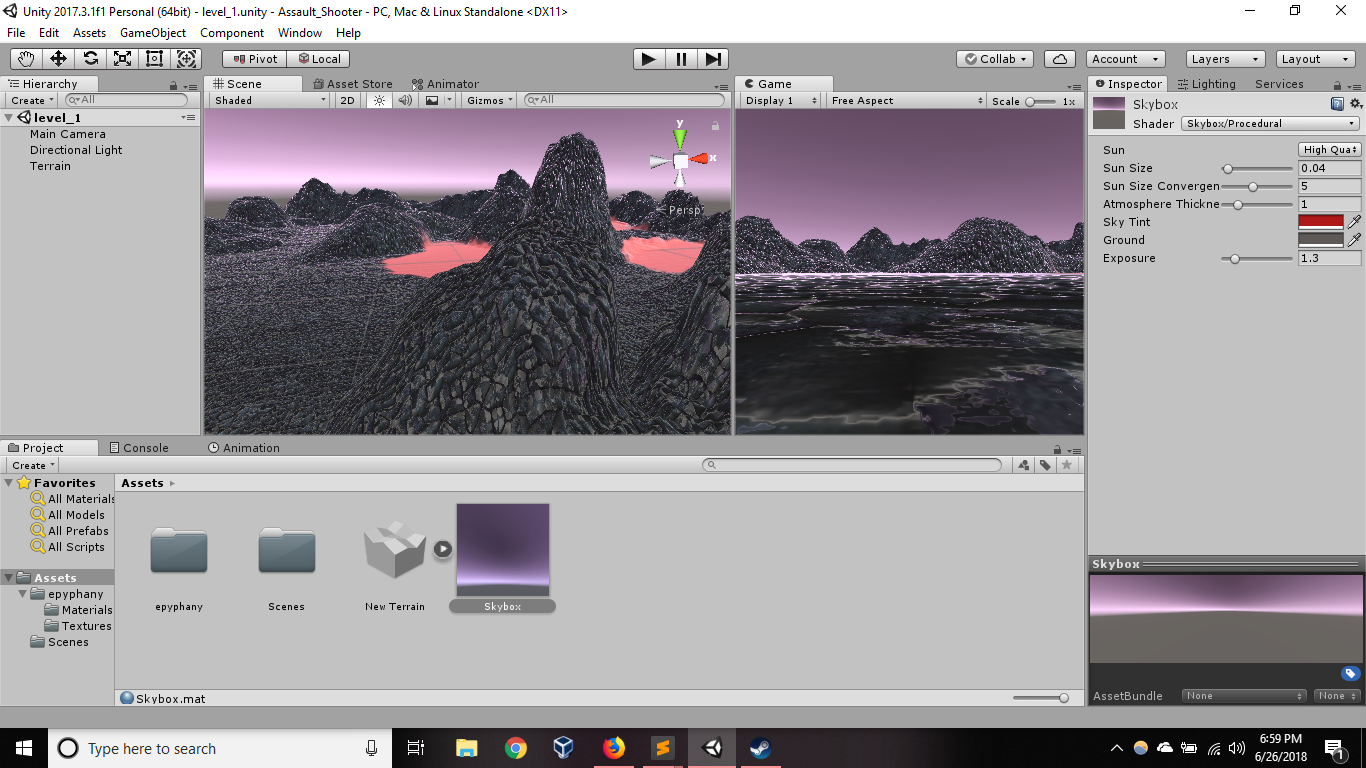 Unity 2017.3.1f1 Personal (64bit) - level_1.unity - Assault_Shooter - PC, Mac & Linux Standalone <DX11>
File Edit Assets GameObject Component Window Help
Pivot Local Collab Account Layers Layout
Hierarchy
Create All
level_1
Main Camera
Directional Light
Terrain
Scene Asset Store Animator
Shaded 2D Gizmos All
y
x
Persp
Game
Display 1 Free Aspect Scale 1x
Inspector Lighting Services
Skybox
Shader Skybox/Procedural
Sun High Qua
Sun Size 0.04
Sun Size Convergen 5
Atmosphere Thickne 1
Sky Tint
Ground
Exposure 1.3
Project Console Animation
Create
Favorites
All Materials
All Models
All Prefabs
All Scripts
Assets
epyphany
Materials
Textures
Scenes
Assets
epyphany Scenes New Terrain Skybox
Skybox.mat
Skybox
AssetBundle None None
Type here to search
6:59 PM
6/26/2018
1